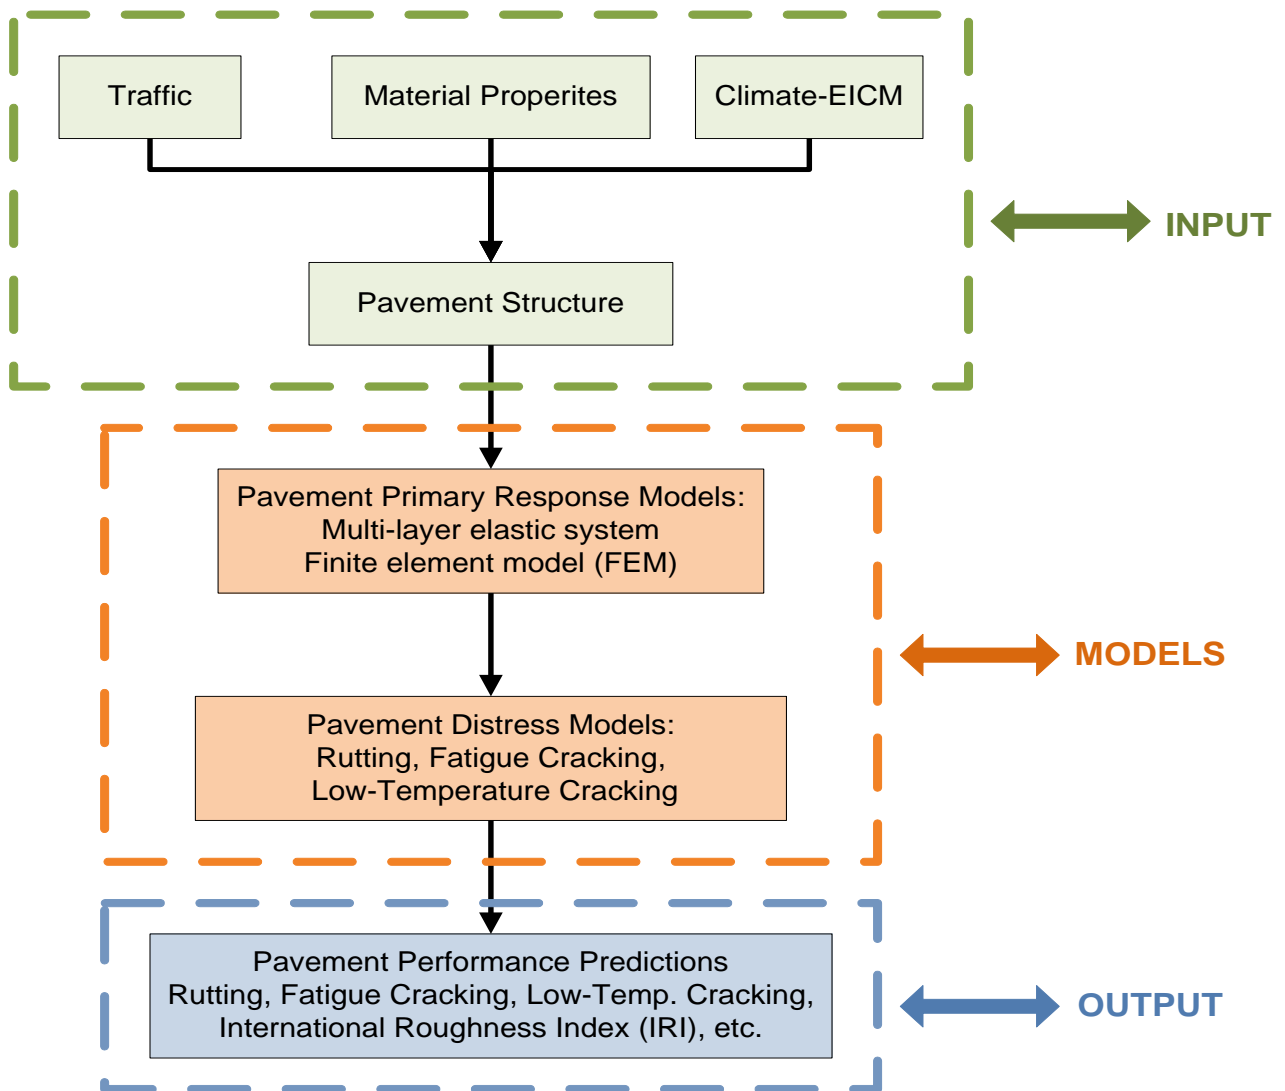 Traffic
Material Properites
Climate-EICM
INPUT
Pavement Structure
Pavement Primary Response Models:
Multi-layer elastic system
Finite element model (FEM)
MODELS
Pavement Distress Models:
Rutting, Fatigue Cracking,
Low-Temperature Cracking
Pavement Performance Predictions
Rutting, Fatigue Cracking, Low-Temp. Cracking,
International Roughness Index (IRI), etc.
OUTPUT